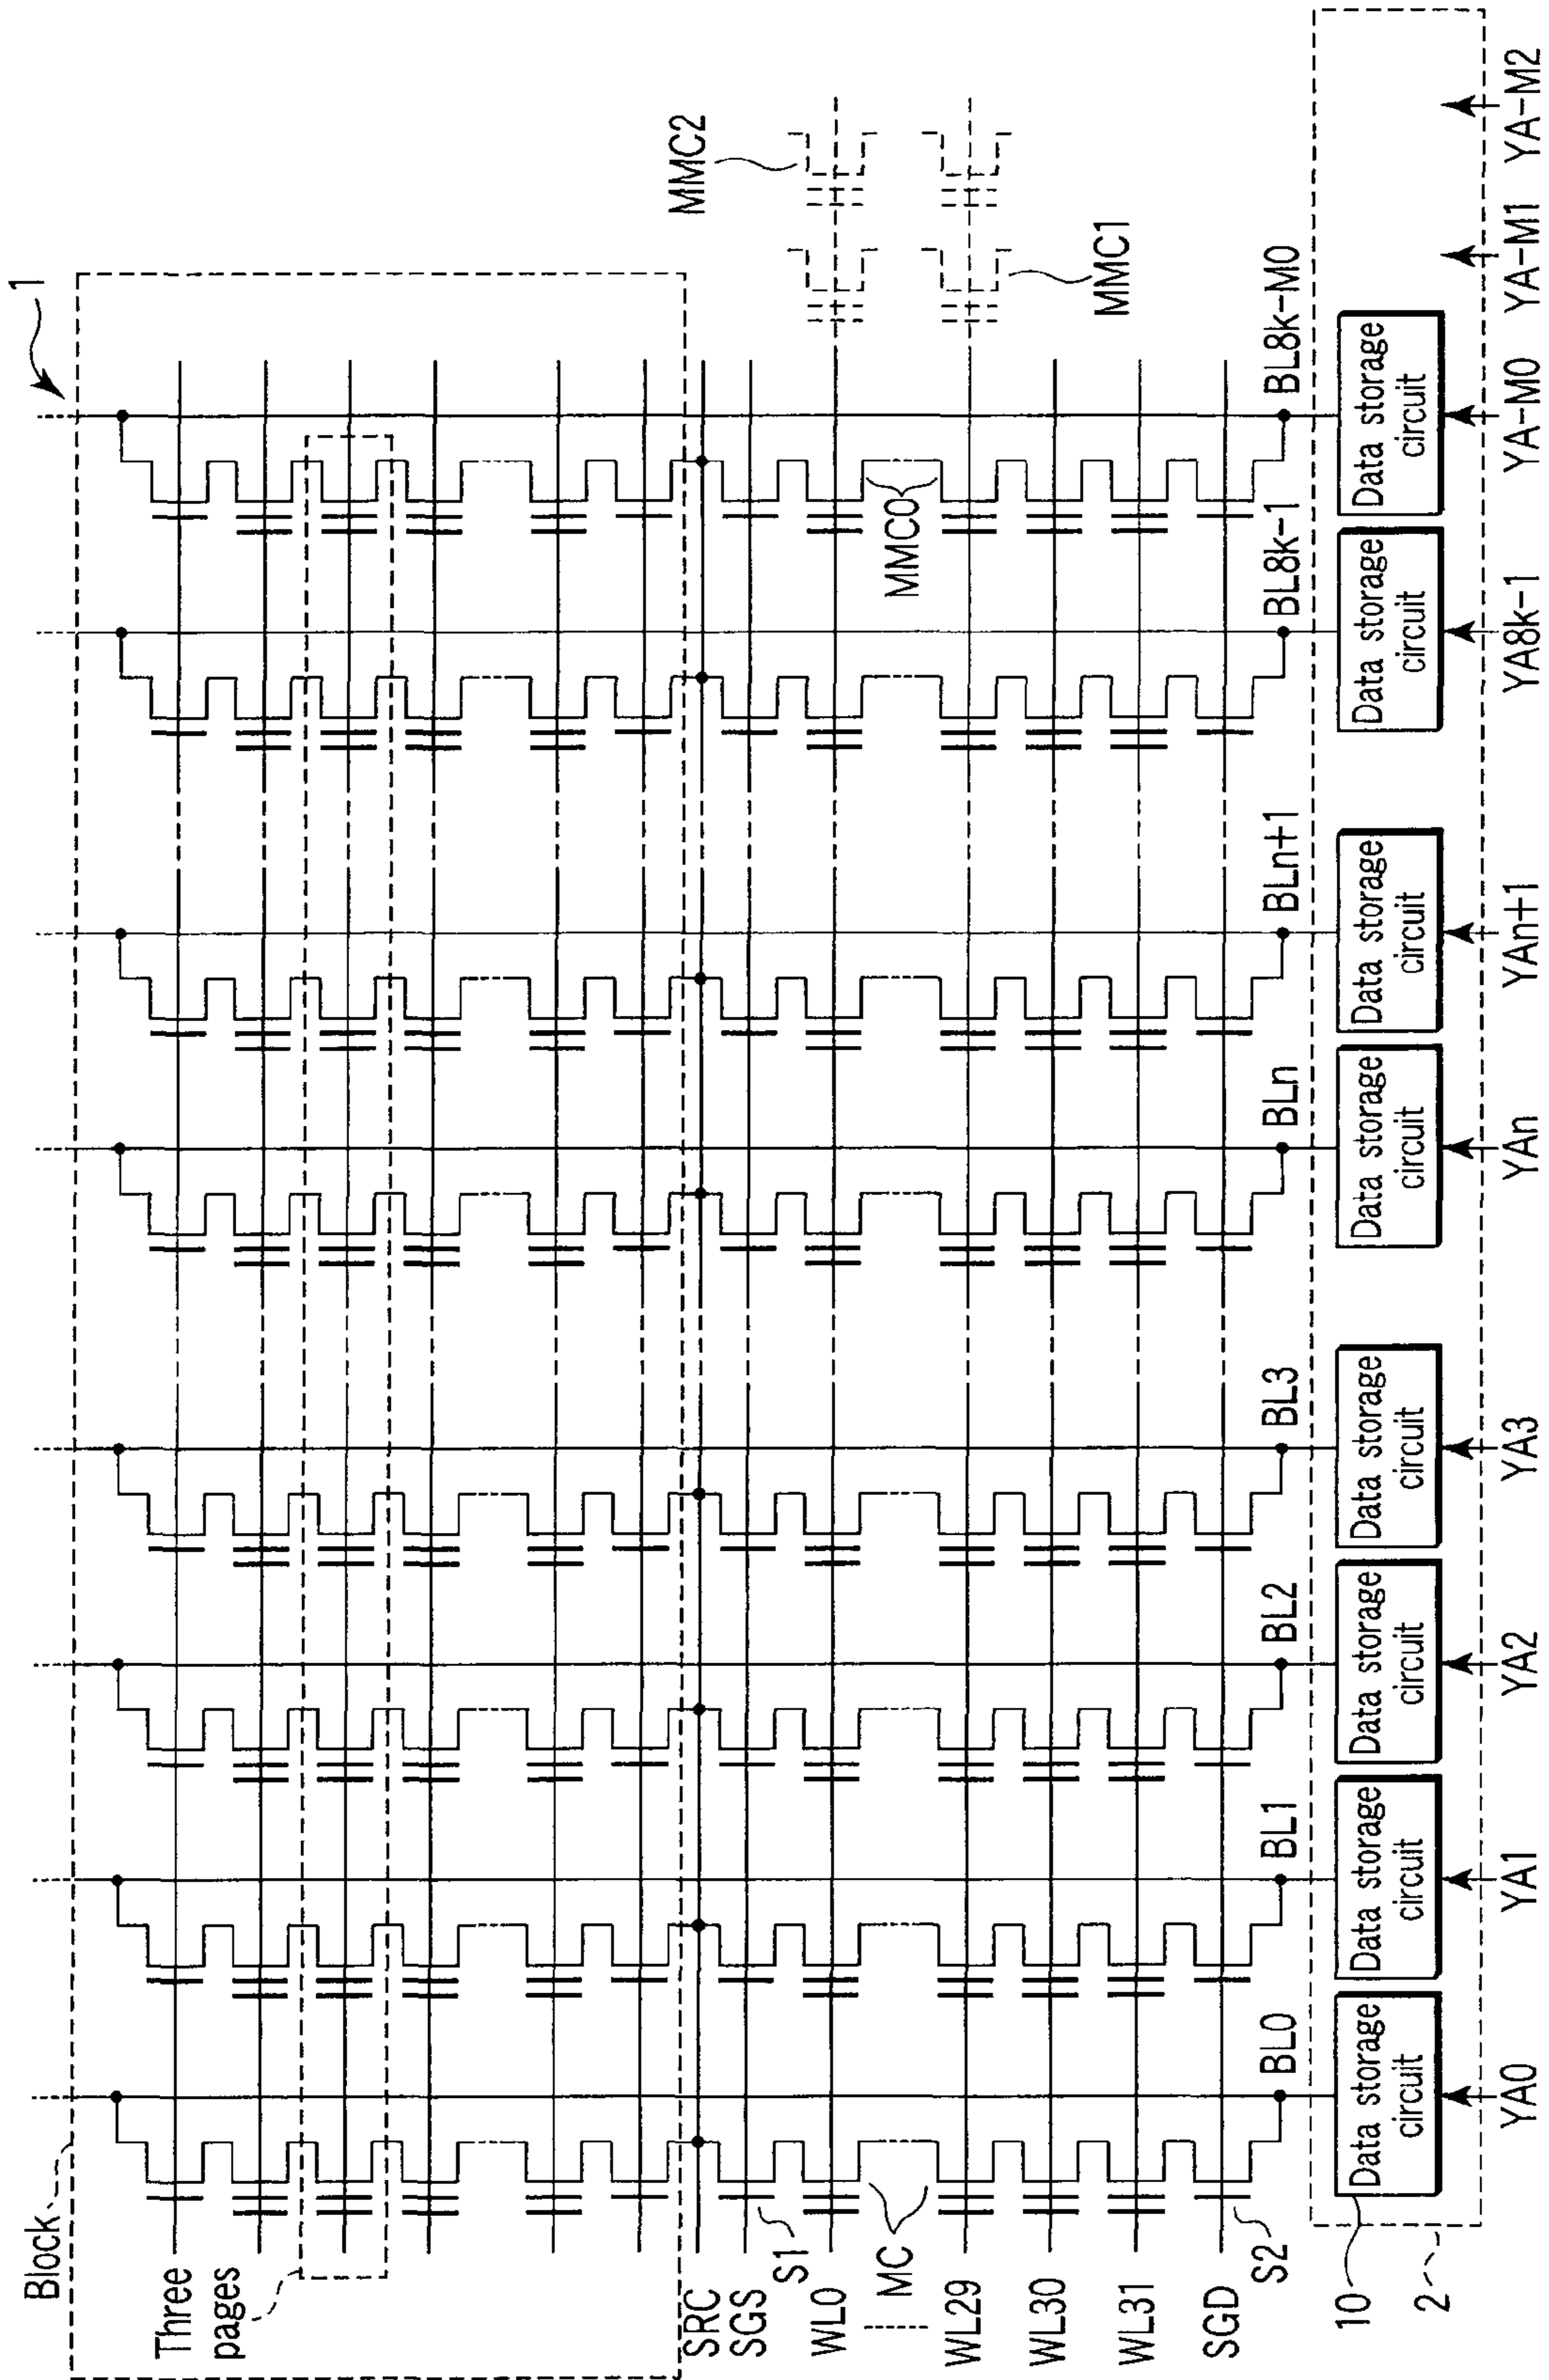 1
Block
Three
pages
SRC
SGS
S1
WL0
MC
WL29
WL30
WL31
SGD
S2
MMC0
MMC1
MMC2
BL0
BL1
BL2
BL3
BLn
BLn+1
BL8k-1
BL8k-M0
10
2
Data storage
circuit
Data storage
circuit
Data storage
circuit
Data storage
circuit
Data storage
circuit
Data storage
circuit
Data storage
circuit
Data storage
circuit
YA0
YA1
YA2
YA3
YAn
YAn+1
YA8k-1
YA-M0
YA-M1
YA-M2